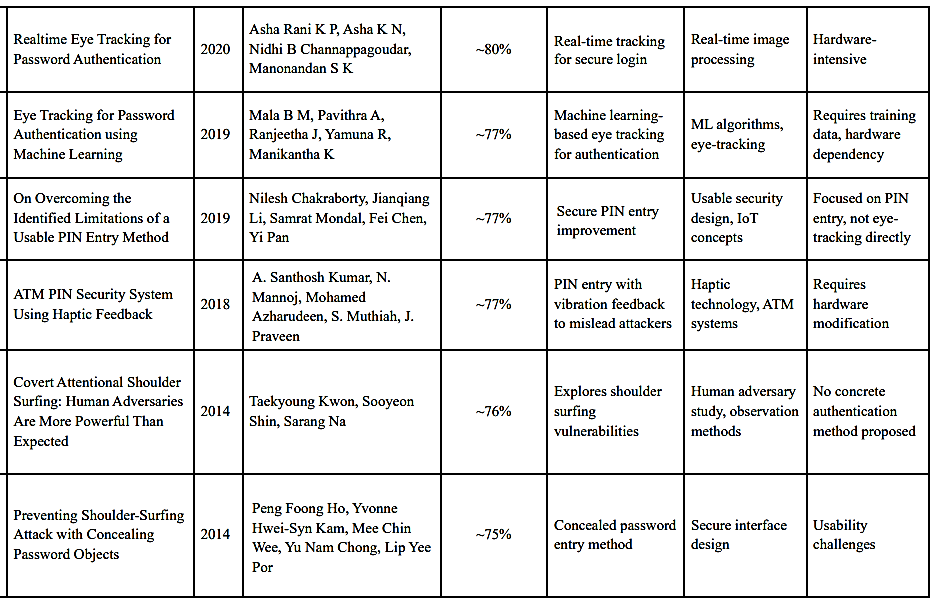 Realtime Eye Tracking for
Password Authentication
2020
Asha Rani K P, Asha K N,
Nidhi B Channappagoudar,
Manonandan S K
~80%
Real-time tracking
for secure login
Real-time image
processing
Hardware-
intensive
Eye Tracking for Password
Authentication using
Machine Learning
2019
Mala B M, Pavithra A,
Ranjeetha J, Yamuna R,
Manikantha K
~77%
Machine learning-
based eye tracking
for authentication
ML algorithms,
eye-tracking
Requires training
data, hardware
dependency
On Overcoming the
Identified Limitations of a
Usable PIN Entry Method
2019
Nilesh Chakraborty, Jianqiang
Li, Samrat Mondal, Fei Chen,
Yi Pan
~77%
Secure PIN entry
improvement
Usable security
design, IoT
concepts
Focused on PIN
entry, not eye-
tracking directly
ATM PIN Security System
Using Haptic Feedback
2018
A. Santhosh Kumar, N.
Mannoj, Mohamed
Azharudeen, S. Muthiah, J.
Praveen
~77%
PIN entry with
vibration feedback
to mislead attackers
Haptic
technology, ATM
systems
Requires
hardware
modification
Covert Attentional Shoulder
Surfing: Human Adversaries
Are More Powerful Than
Expected
2014
Taekyoung Kwon, Sooyeon
Shin, Sarang Na
~76%
Explores shoulder
surfing
vulnerabilities
Human adversary
study, observation
methods
No concrete
authentication
method proposed
Preventing Shoulder-Surfing
Attack with Concealing
Password Objects
2014
Peng Foong Ho, Yvonne
Hwei-Syn Kam, Mee Chin
Wee, Yu Nam Chong, Lip Yee
Por
~75%
Concealed password
entry method
Secure interface
design
Usability
challenges